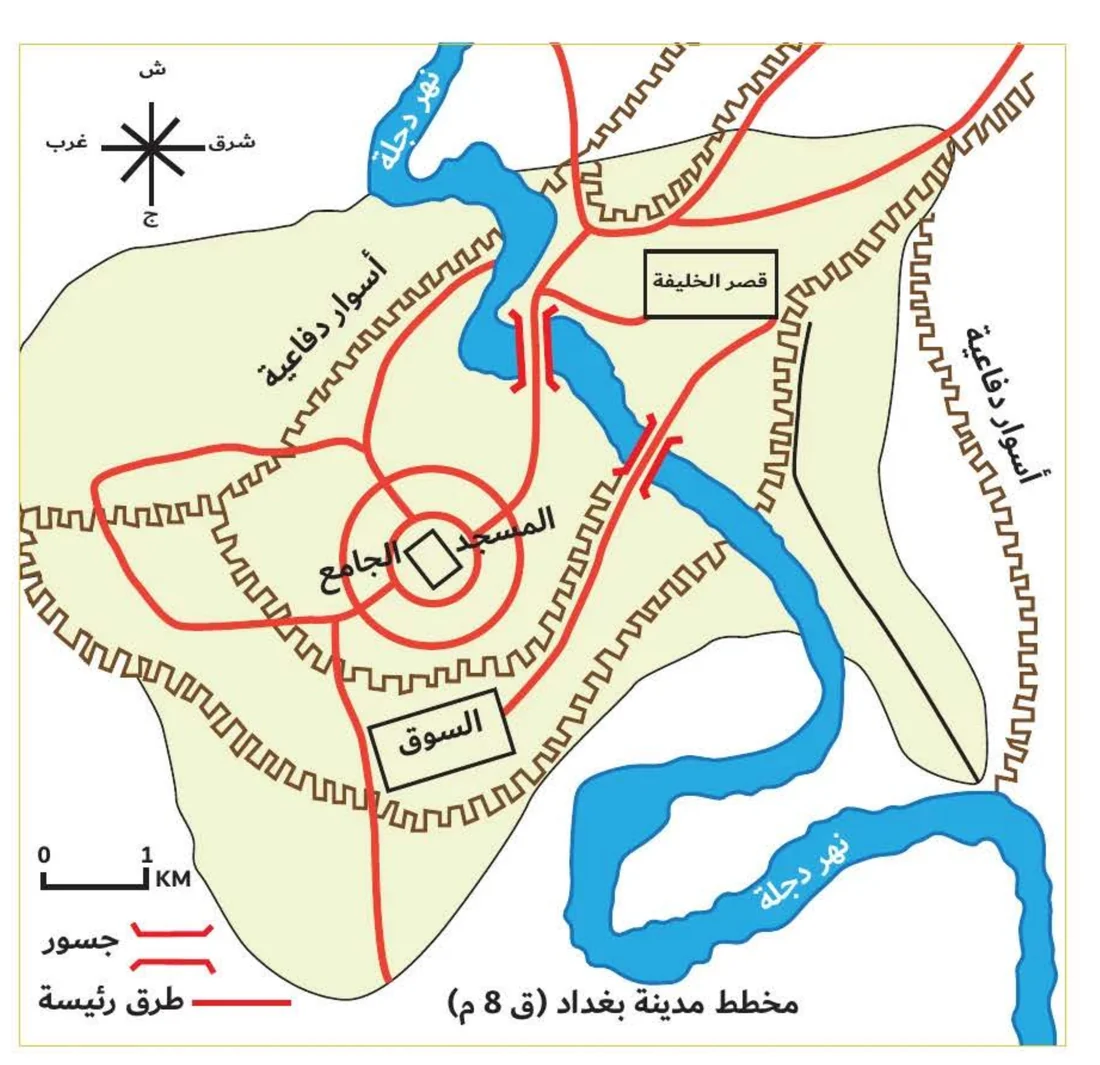 ش
غرب
شرق
ج
نهر دجلة
أسوار دفاعية
قصر الخليفة
أسوار دفاعية
المسجد
الجامع
السوق
نهر دجلة
0 1
KM
جسور
طرق رئيسة
مخطط مدينة بغداد (ق 8 م)